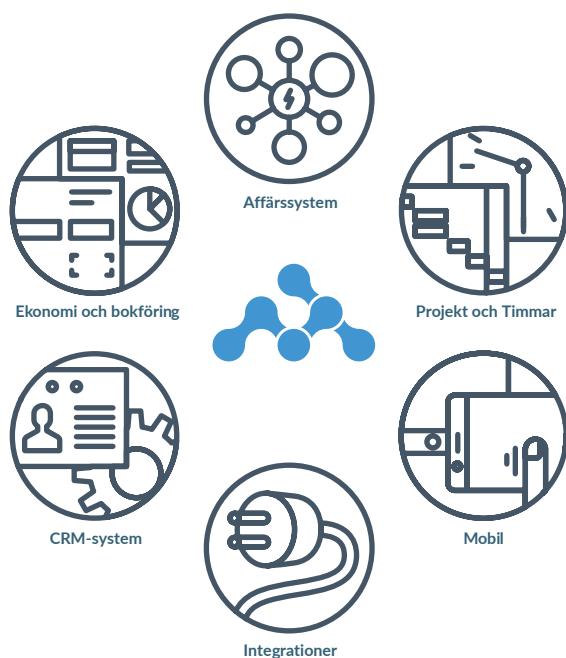 Affärssystem
Ekonomi och bokföring
Projekt och Timmar
CRM-system
Mobil
Integrationer